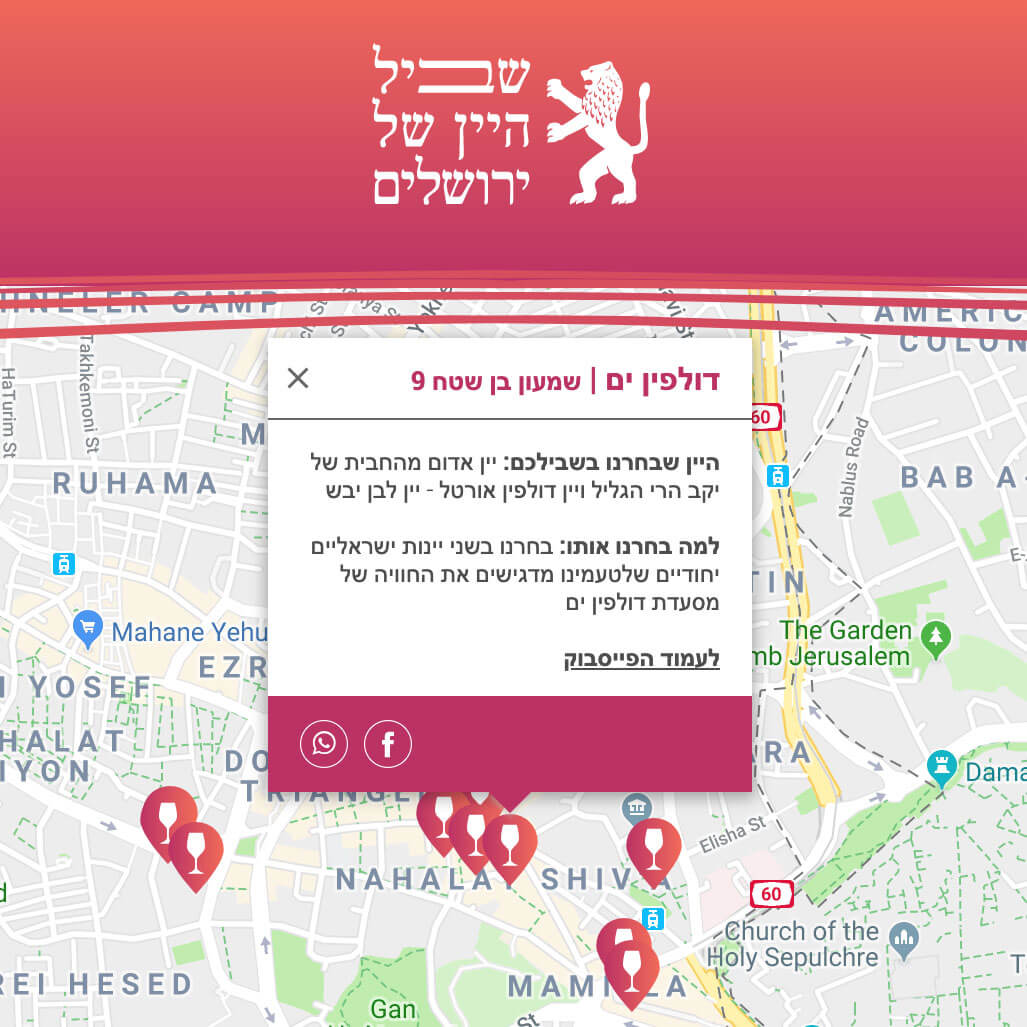 שביל
היין של
ירושלים
CAMP
AMERIC
COLON
Takhkemoni St
HaTurim St
דולפין ים | שמעון בן שטח 9
60
היין שבחרנו בשבילכם: יין אדום מהחבית של
יקב הרי הגליל ויין דולפין אורטל - יין לבן יבש
למה בחרנו אותו: בחרנו בשני יינות ישראליים
יחודיים שלטעמינו מדגישים את החוויה של
מסעדת דולפין ים
לעמוד הפייסבוק
RUHAMA
Nablus Road
BAB A-
Mahane Yehu
The Garden
mb Jerusalem
EZR
YOSEF
HALAT
IYON
DO
TRIANGL
ARA
Dama
Elisha St
NAHALAT SHIV'A
60
Church of the
Holy Sepulchre
REI HESED
MAMILLA
Gan
St